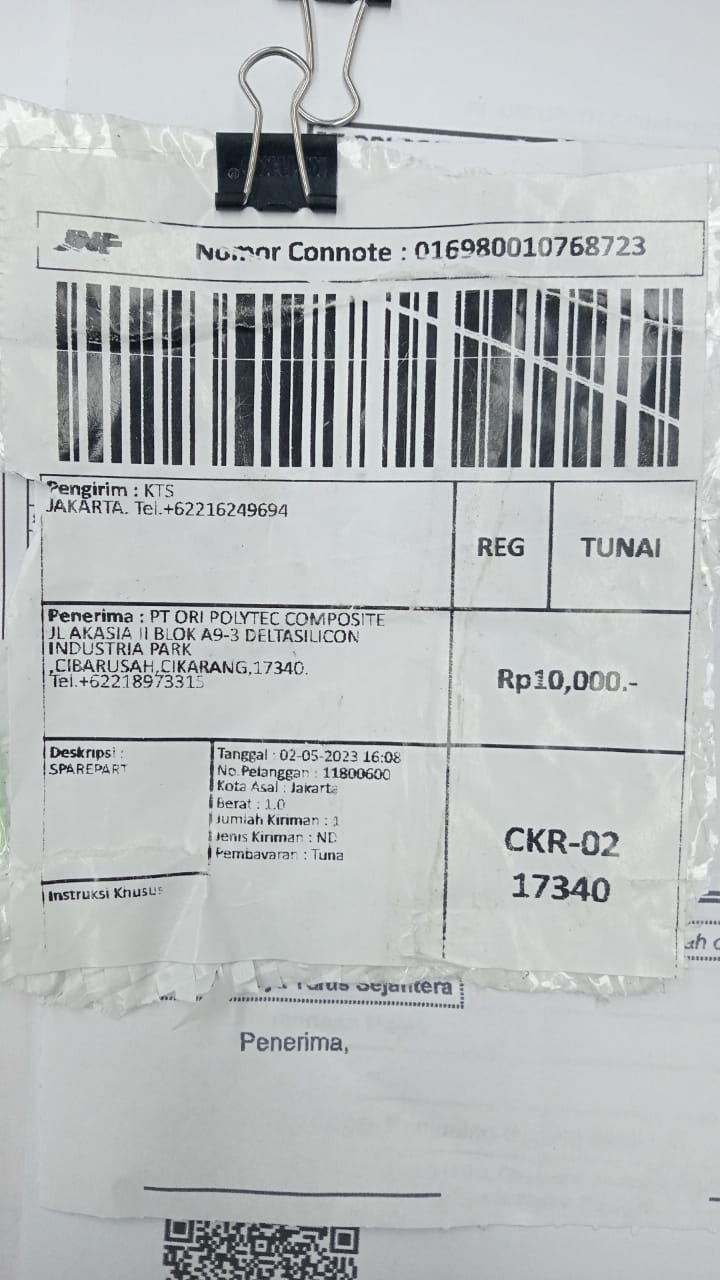 JNE
Nomor Connote : 016980010768723
Pengirim : KTS
JAKARTA. Tel.+62216249694
REG
TUNAI
Penerima : PT ORI POLYTEC COMPOSITE
JL AKASIA II BLOK A9-3 DELTASILICON
INDUSTRIA PARK
,CIBARUSAH,CIKARANG,17340.
Tel.+62218973315
Rp10,000.-
Deskripsi :
SPAREPART
Tanggal : 02-05-2023 16:08
No.Pelanggan : 11800600
Kota Asal : Jakarta
Berat : 1.0
Jumlah Kiriman : 1
Jenis Kiriman : ND
Pembayaran : Tuna
Instruksi Khusus
CKR-02
17340
Tulus Sejahtera
Penerima,